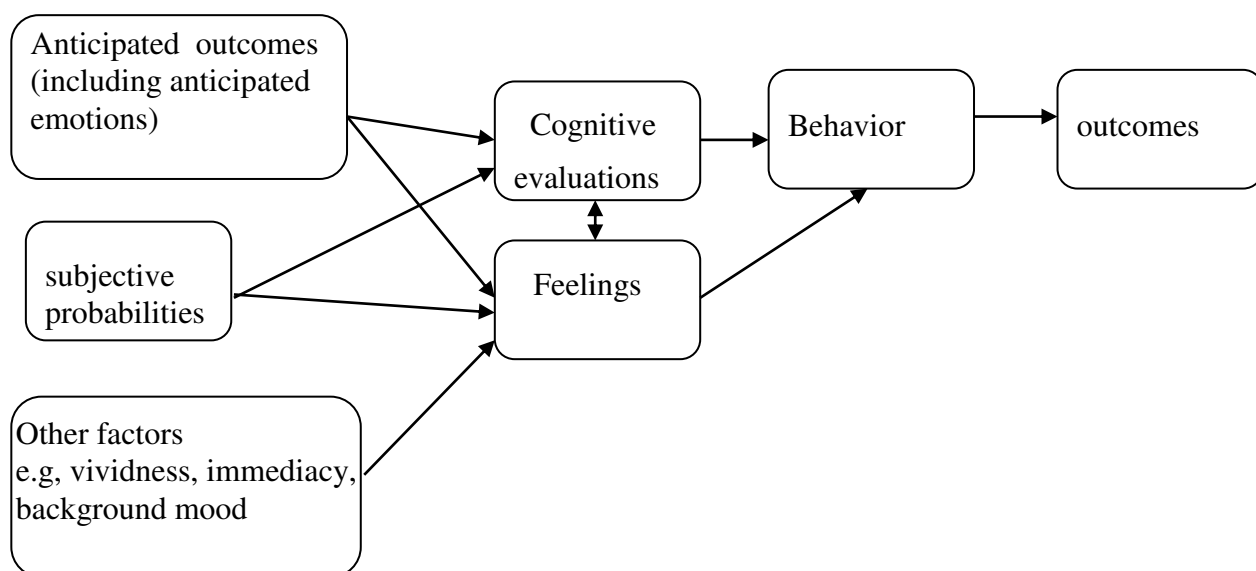 Anticipated outcomes
(including anticipated
emotions)
Cognitive
evaluations
Behavior
outcomes
subjective
probabilities
Feelings
Other factors
e.g, vividness, immediacy,
background mood